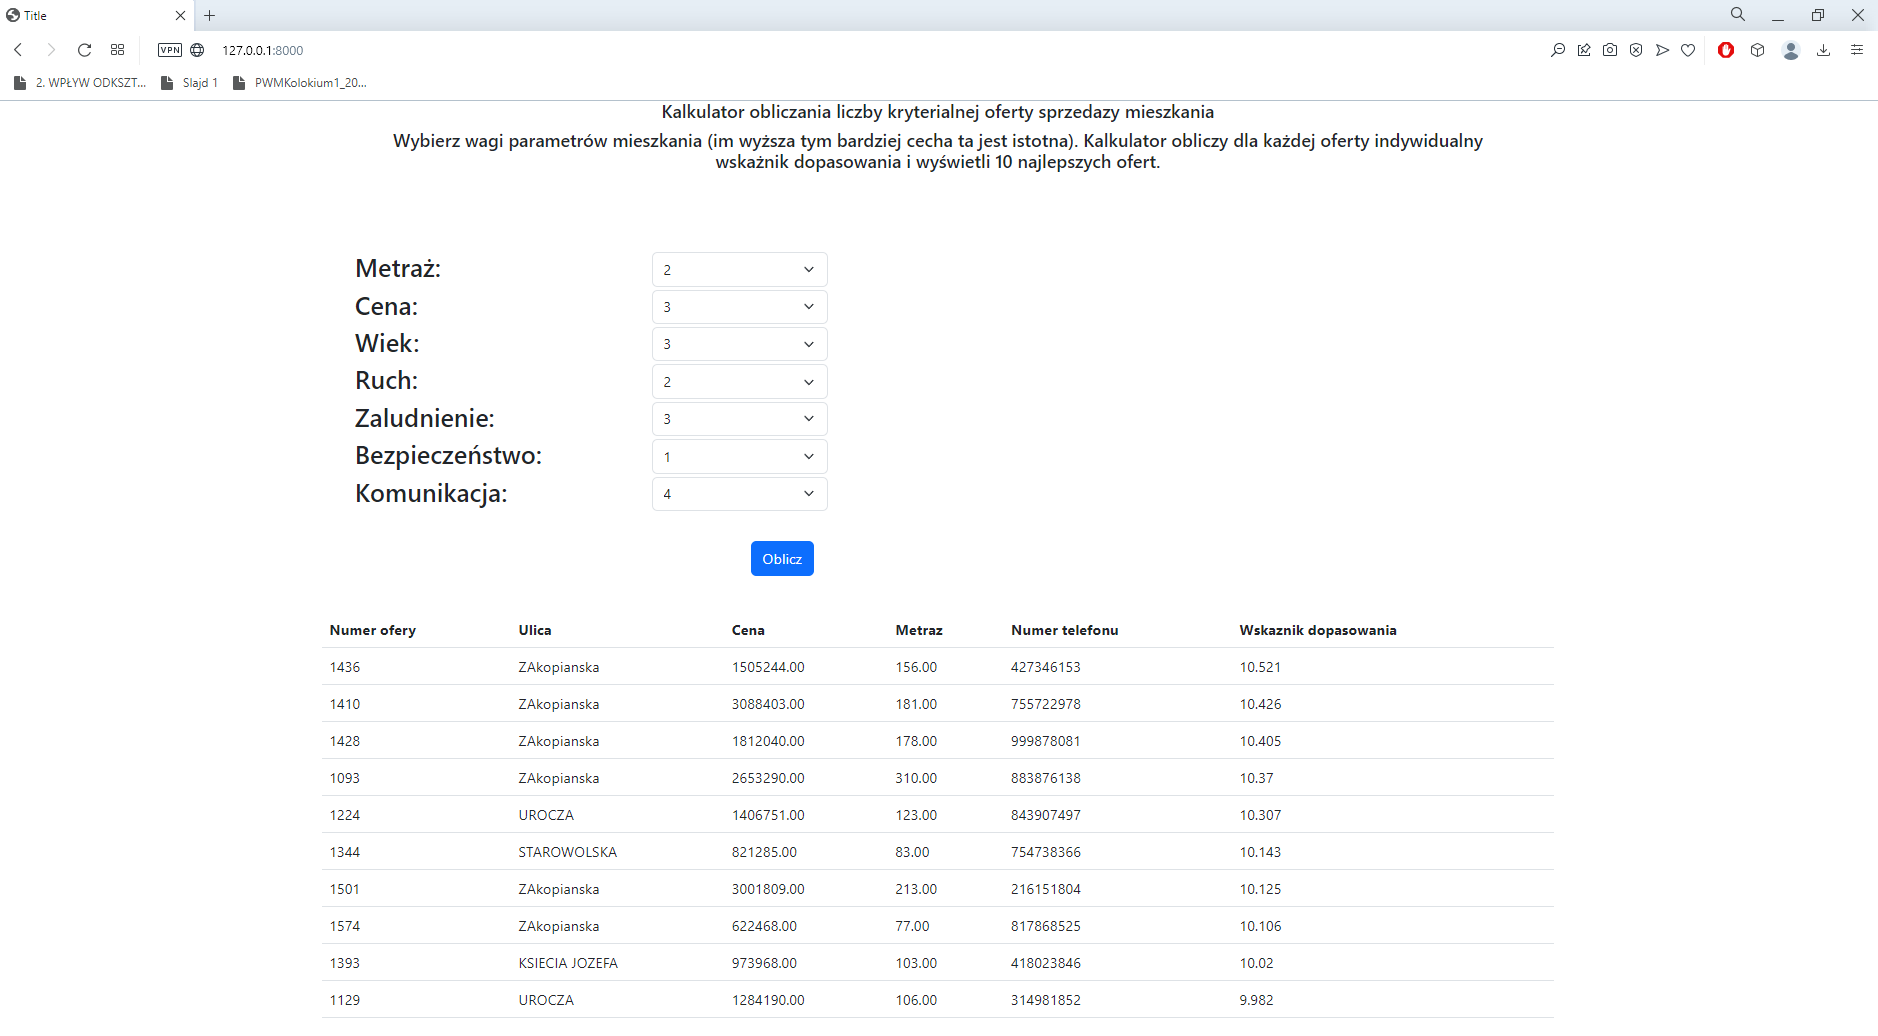 Title
VPN 127.0.0.1:8000
2. WPŁYW ODKSZT... Slajd 1 PWMKolokium1_20...
Kalkulator obliczania liczby kryterialnej oferty sprzedazy mieszkania
Wybierz wagi parametrów mieszkania (im wyższa tym bardziej cecha ta jest istotna). Kalkulator obliczy dla każdej oferty indywidualny
wskaźnik dopasowania i wyświetli 10 najlepszych ofert.
Metraż: 2
Cena: 3
Wiek: 3
Ruch: 2
Zaludnienie: 3
Bezpieczeństwo: 1
Komunikacja: 4
Oblicz
Numer ofery Ulica Cena Metraz Numer telefonu Wskaznik dopasowania
1436 ZAkopianska 1505244.00 156.00 427346153 10.521
1410 ZAkopianska 3088403.00 181.00 755722978 10.426
1428 ZAkopianska 1812040.00 178.00 999878081 10.405
1093 ZAkopianska 2653290.00 310.00 883876138 10.37
1224 UROCZA 1406751.00 123.00 843907497 10.307
1344 STAROWOLSKA 821285.00 83.00 754738366 10.143
1501 ZAkopianska 3001809.00 213.00 216151804 10.125
1574 ZAkopianska 622468.00 77.00 817868525 10.106
1393 KSIECIA JOZEFA 973968.00 103.00 418023846 10.02
1129 UROCZA 1284190.00 106.00 314981852 9.982